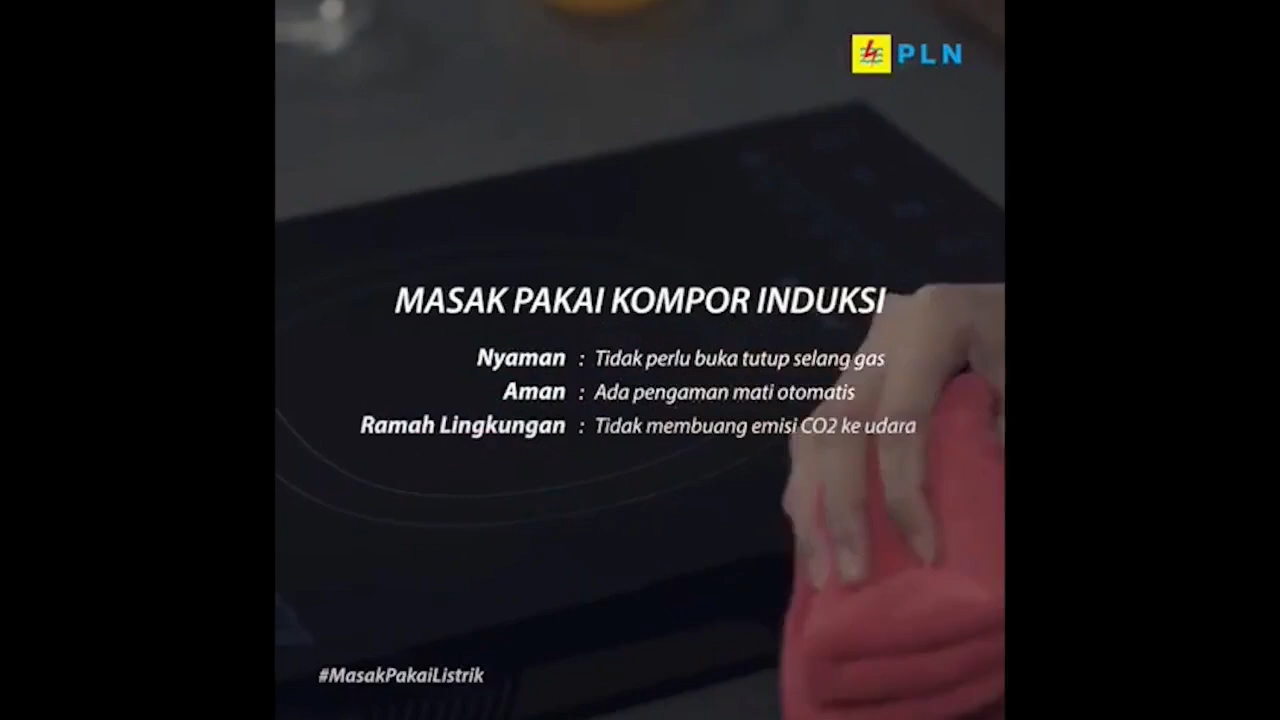 PLN
MASAK PAKAI KOMPOR INDUKSI
Nyaman : Tidak perlu buka tutup selang gas
Aman : Ada pengaman mati otomatis
Ramah Lingkungan : Tidak membuang emisi CO2 ke udara
#MasakPakaiListrik